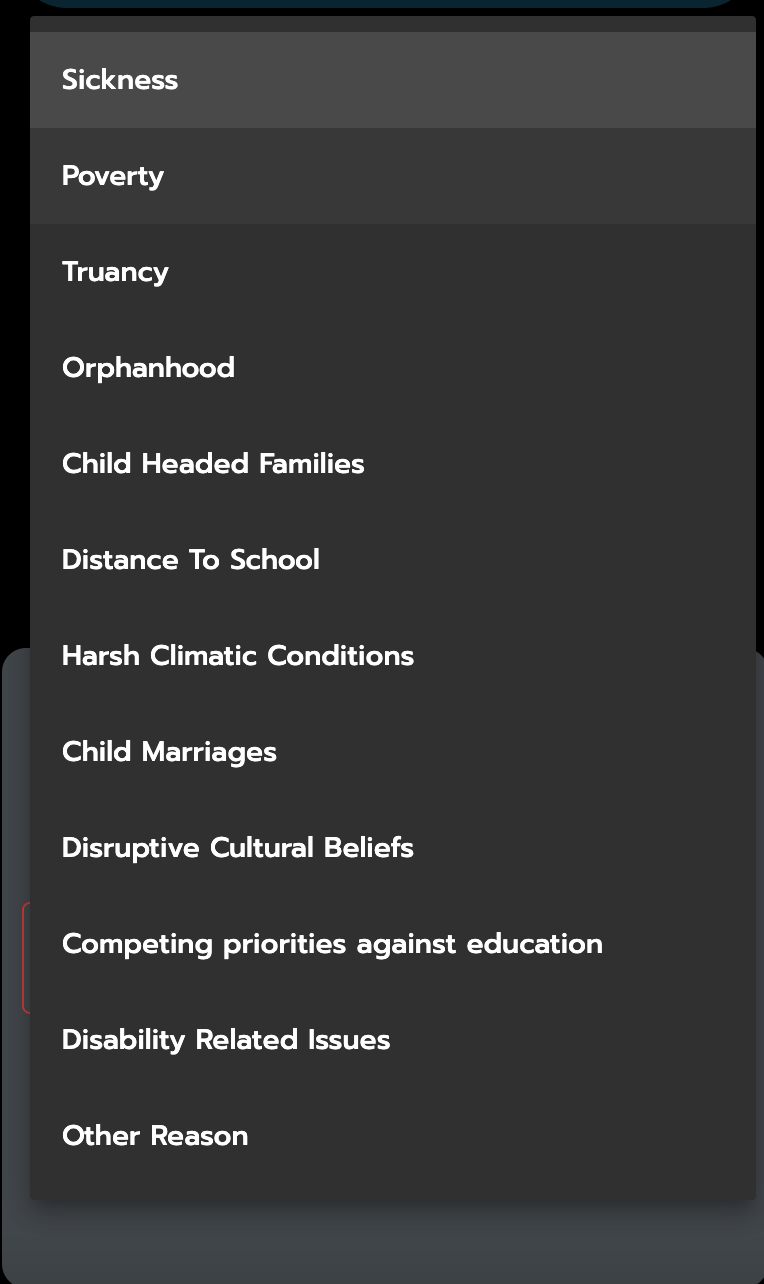 Sickness
Poverty
Truancy
Orphanhood
Child Headed Families
Distance To School
Harsh Climatic Conditions
Child Marriages
Disruptive Cultural Beliefs
Competing priorities against education
Disability Related Issues
Other Reason